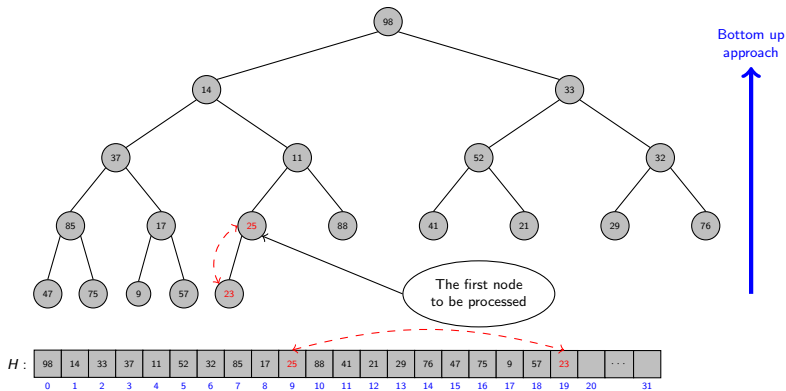 98
Bottom up
approach
14 33
37 11 52 32
85 17 25 88 41 21 29 76
47 75 9 57 23
The first node
to be processed
H : 98 14 33 37 11 52 32 85 17 25 88 41 21 29 76 47 75 9 57 23 ...
0 1 2 3 4 5 6 7 8 9 10 11 12 13 14 15 16 17 18 19 20 31